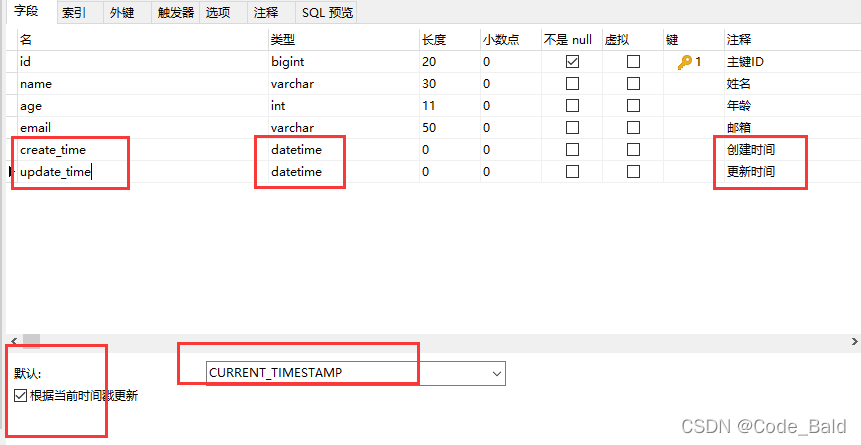 字段 索引 外键 触发器 选项 注释 SQL 预览
名 类型 长度 小数点 不是 null 虚拟 键 注释
id bigint 20 0 1 主键ID
name varchar 30 0 姓名
age int 11 0 年龄
email varchar 50 0 邮箱
create_time datetime 0 0 创建时间
update_time datetime 0 0 更新时间
默认: CURRENT_TIMESTAMP
根据当前时间戳更新
CSDN @Code_Bald